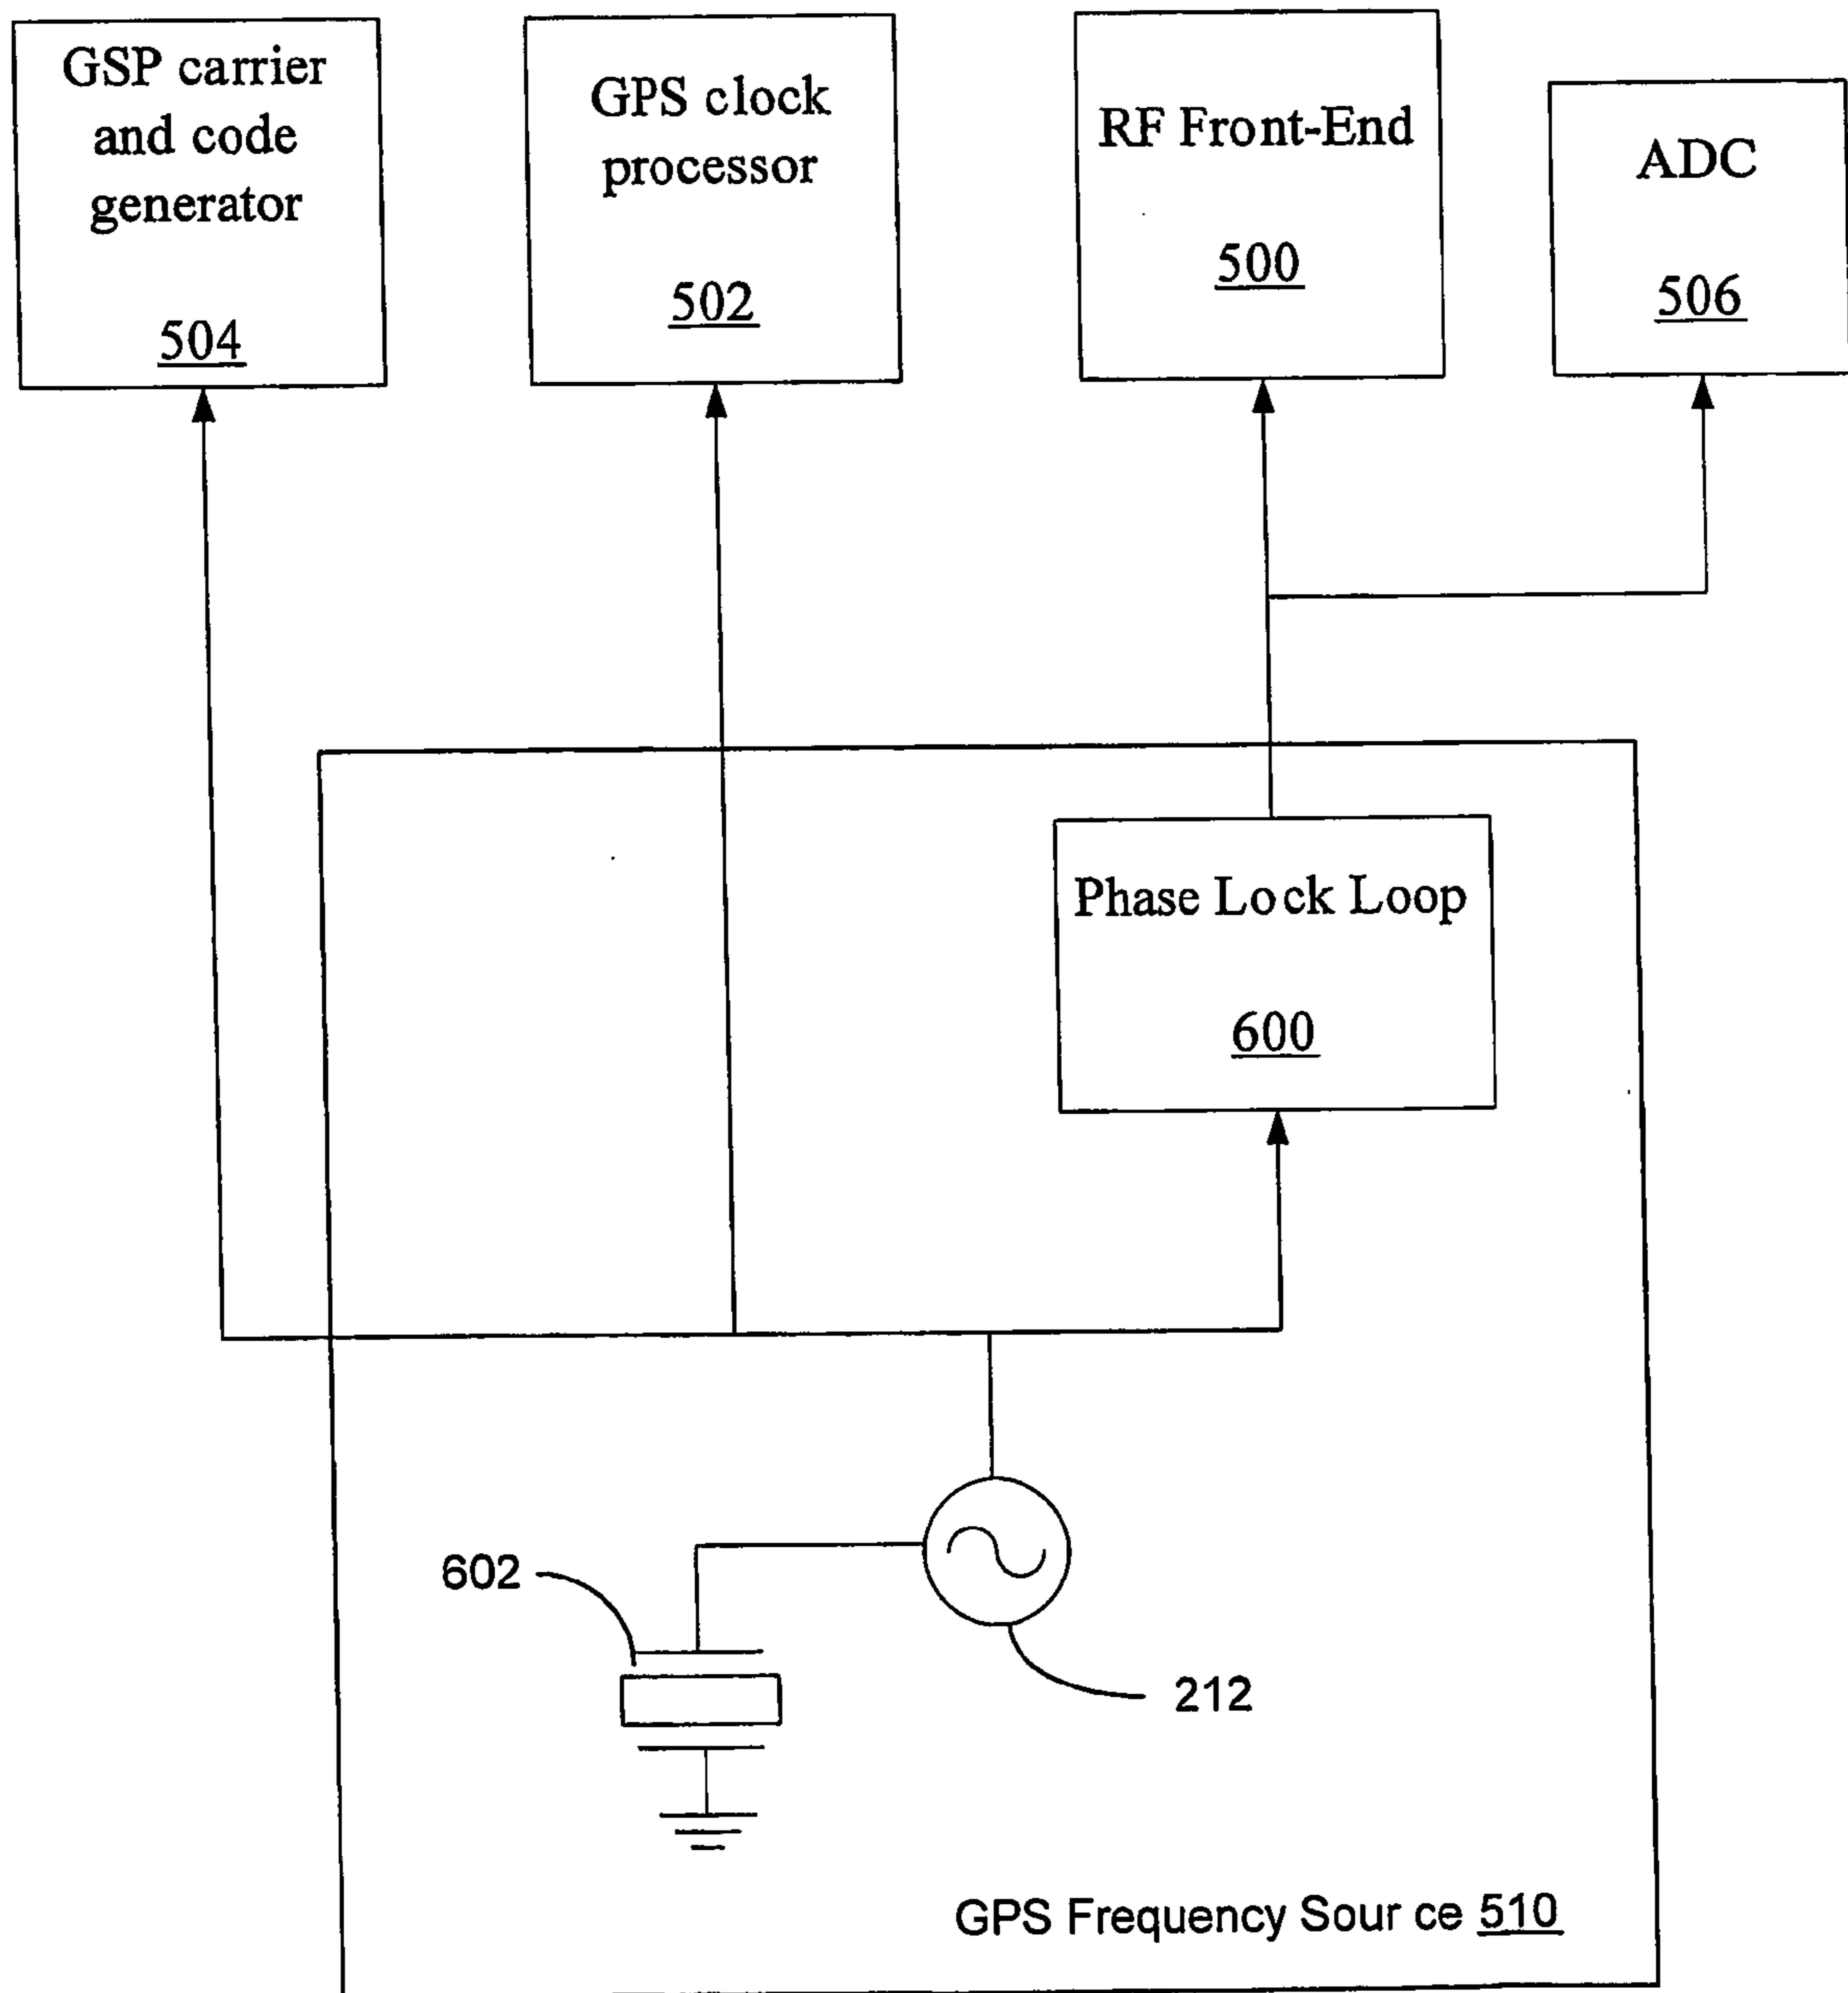 GSP carrier
and code
generator
504
GPS clock
processor
502
RF Front-End
500
ADC
506
Phase Lock Loop
600
602
212
GPS Frequency Sour ce 510